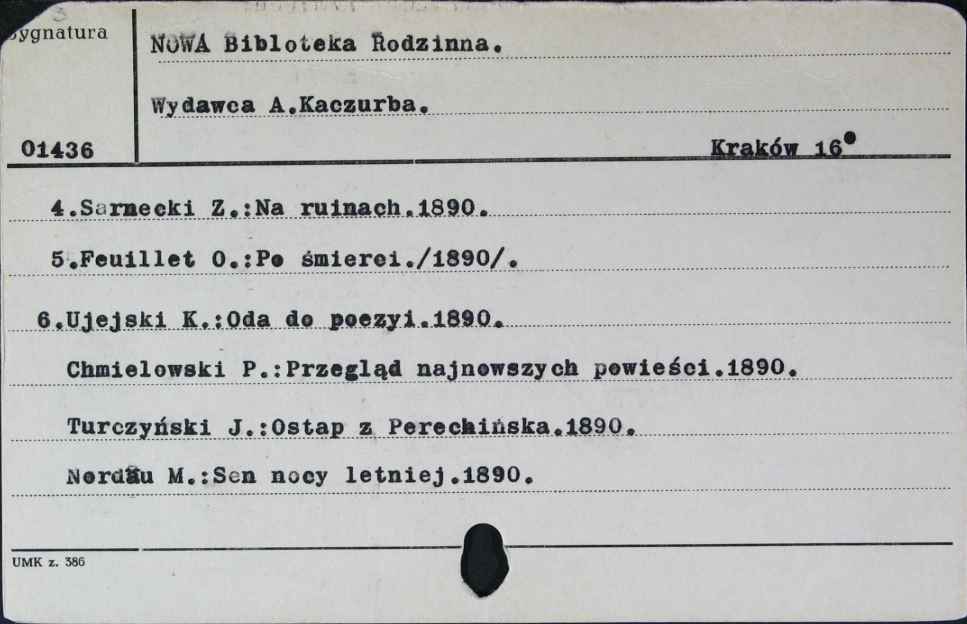 Sygnatura
NOWA Bibloteka Rodzinna.
Wydawca A.Kaczurba.
01436
Kraków 16°
4.Sarnecki Z.:Na ruinach.1890.
5.Feuillet O.:Po śmierci./1890/.
6.Ujejski K.:Oda do poezyi.1890.
Chmielowski P.:Przegląd najnowszych powieści.1890.
Turczyński J.:Ostap z Perechińska.1890.
Nordau M.:Sen nocy letniej.1890.
UMK z. 386